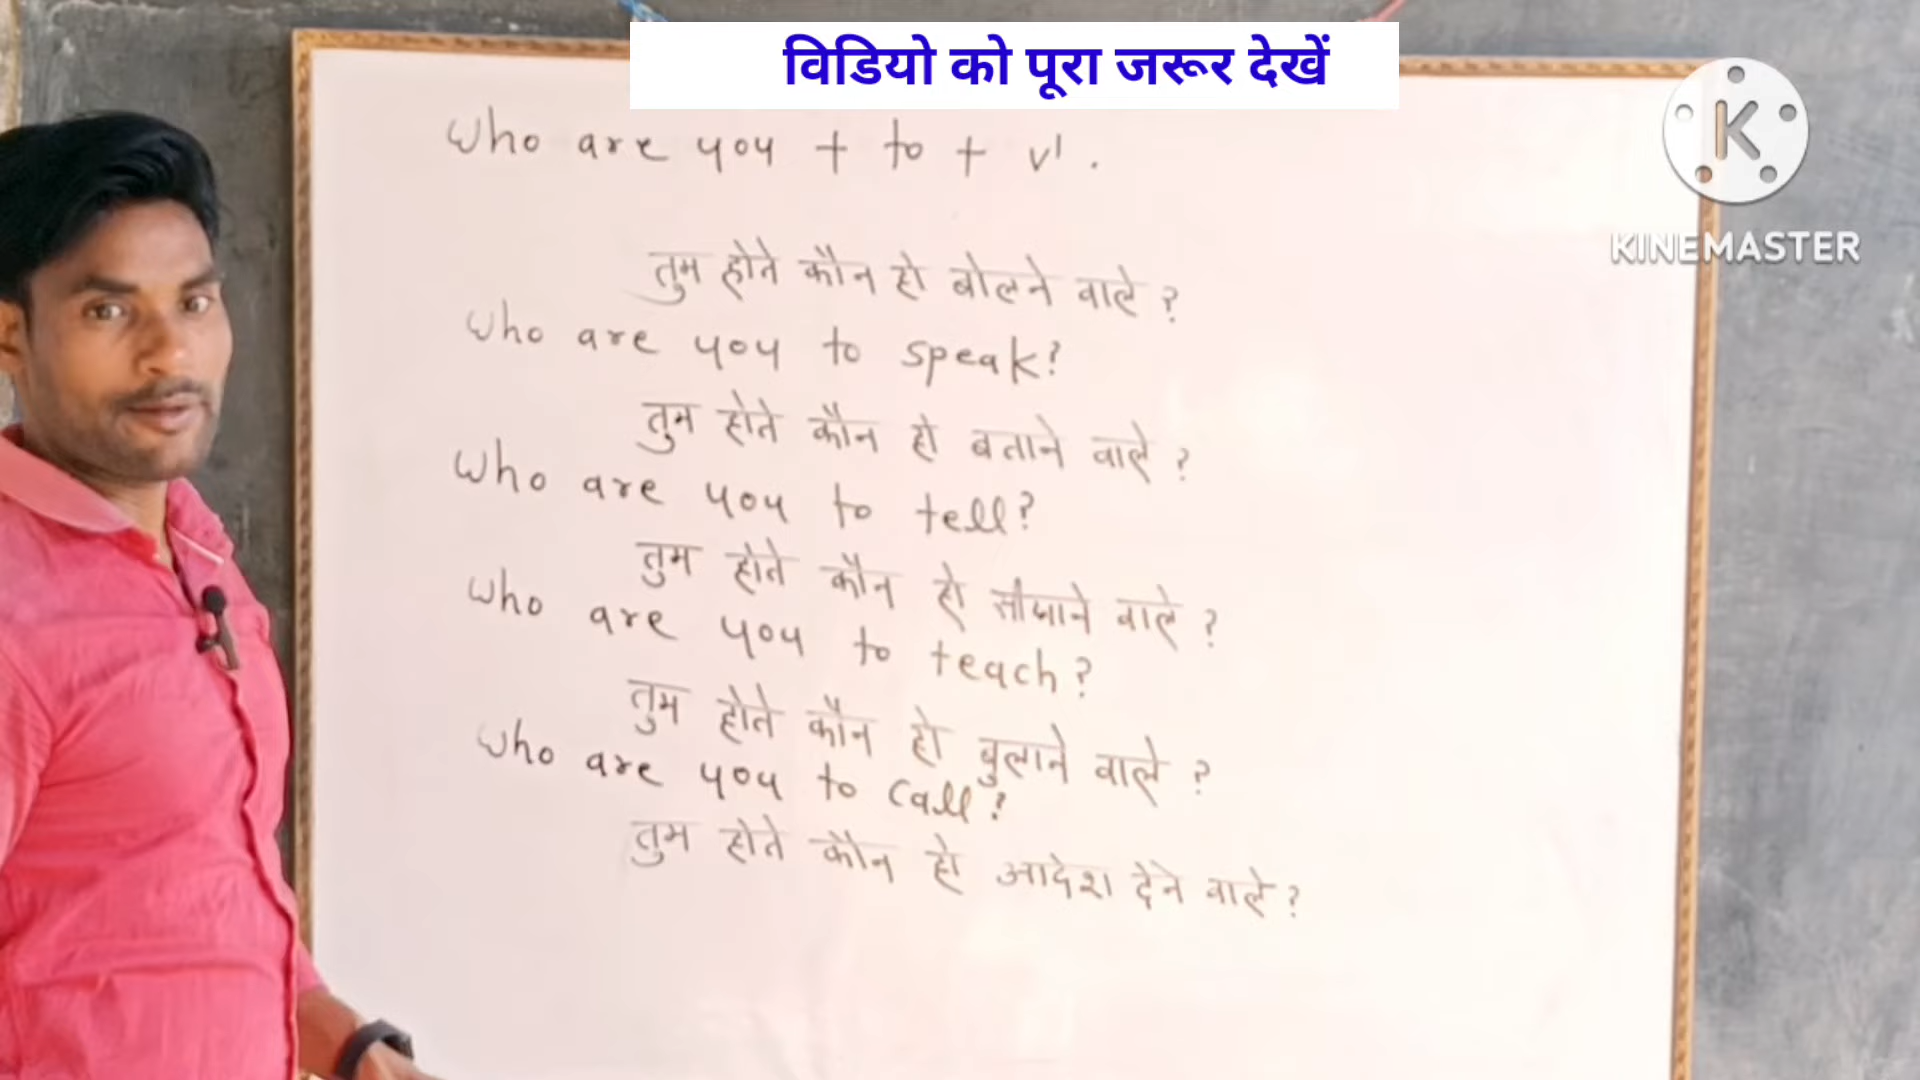 विडियो को पूरा जरूर देखें
KINEMASTER
Who are you + to + v1.
तुम होते कौन हो बोलने वाले ?
Who are you to speak?
तुम होते कौन हो बताने वाले ?
Who are you to tell?
तुम होते कौन हो सीखाने वाले ?
Who are you to teach?
तुम होते कौन हो बुलाने वाले ?
Who are you to call?
तुम होते कौन हो आदेश देने वाले ?